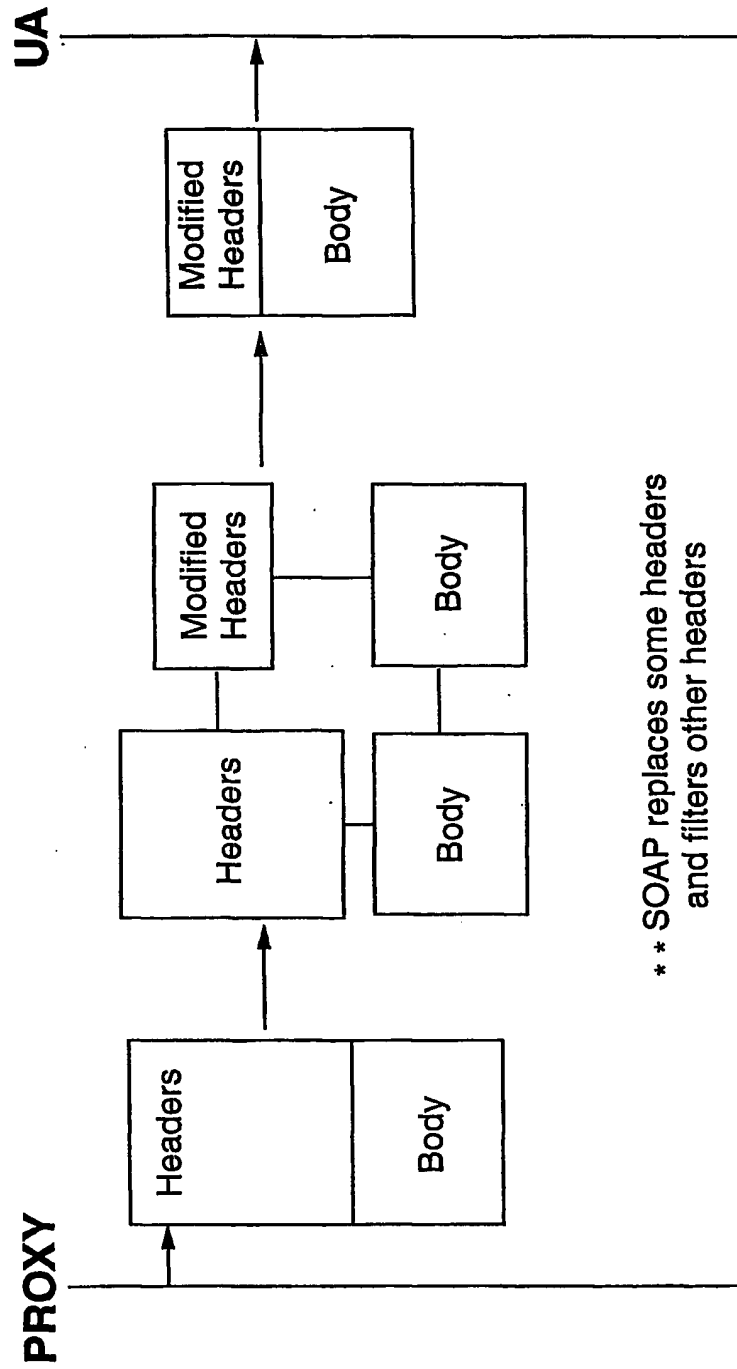 PROXY
UA
Headers
Body
Headers
Body
Modified
Headers
Body
Modified
Headers
Body
* * SOAP replaces some headers
and filters other headers